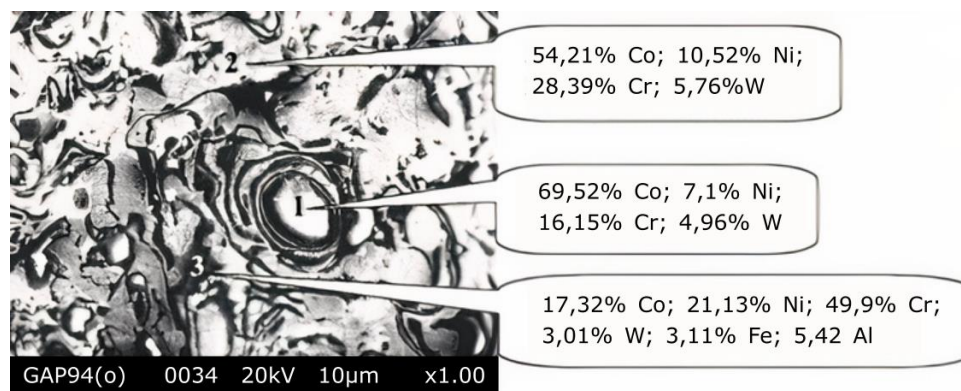 2
54,21% Co; 10,52% Ni;
28,39% Cr; 5,76%W
1
69,52% Co; 7,1% Ni;
16,15% Cr; 4,96% W
3
17,32% Co; 21,13% Ni; 49,9% Cr;
3,01% W; 3,11% Fe; 5,42 Al
GAP94(o) 0034 20kV 10μm x1.00